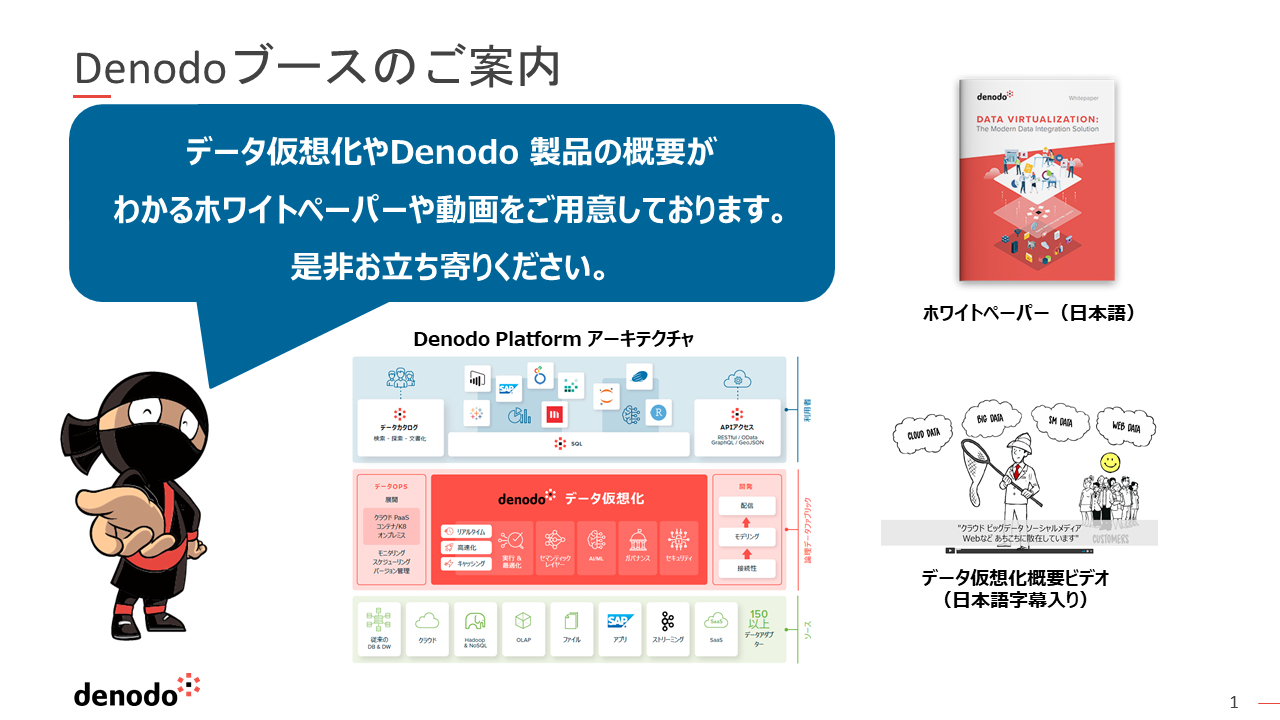 Denodoブースのご案内
データ仮想化やDenodo 製品の概要が
わかるホワイトペーパーや動画をご用意しております。
是非お立ち寄りください。
denodo
Whitepaper
DATA VIRTUALIZATION:
The Modern Data Integration Solution
ホワイトペーパー（日本語）
Denodo Platform アーキテクチャ
データカタログ
検索・探索・文書化
SAP
R
SQL
APIアクセス
RESTful / OData
GraphQL / GeoJSON
利用者
データOPS
展開
クラウド PaaS
コンテナ/K8
オンプレミス
モニタリング
スケジューリング
バージョン管理
denodo データ仮想化
リアルタイム
高速化
キャッシング
実行 &
最適化
セマンティック
レイヤー
AI/ML
ガバナンス
セキュリティ
開発
配信
モデリング
接続性
論理データファブリック
従来の
DB & DW
クラウド
Hadoop
& NoSQL
OLAP
ファイル
SAP
アプリ
ストリーミング
SaaS
SaaS
150
以上
データアダプ
ター
ソース
CLOUD DATA
BIG DATA
SM DATA
WEB DATA
"クラウド ビッグデータ ソーシャルメディア
Webなど あちこちに散在しています"
CUSTOMERS
データ仮想化概要ビデオ
（日本語字幕入り）
denodo
1